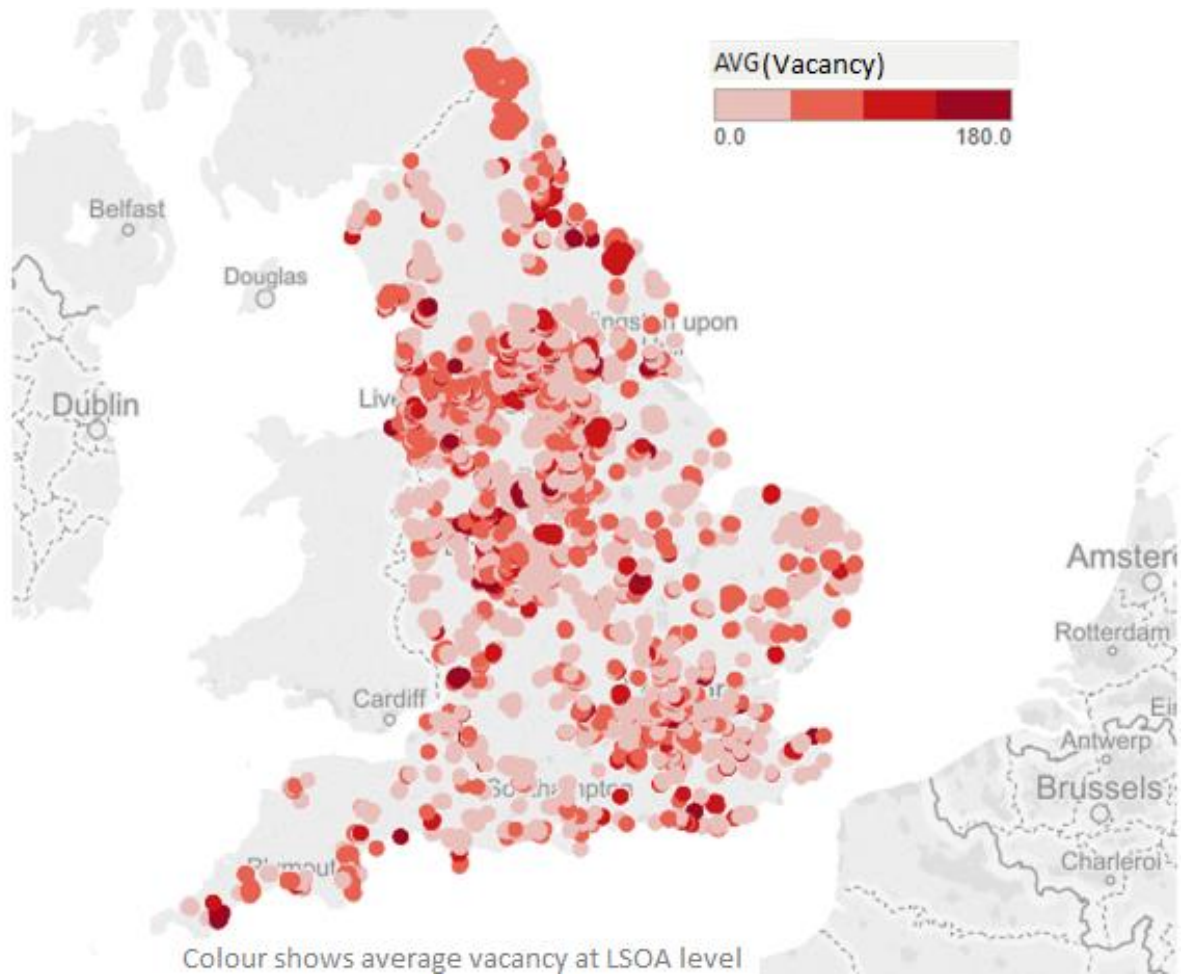 AVG(Vacancy)
0.0 180.0
Belfast
Douglas
upon
Dublin
Cardiff
Amster
Rotterdam
Antwerp
Brussels
Charleroi
Colour shows average vacancy at LSOA level